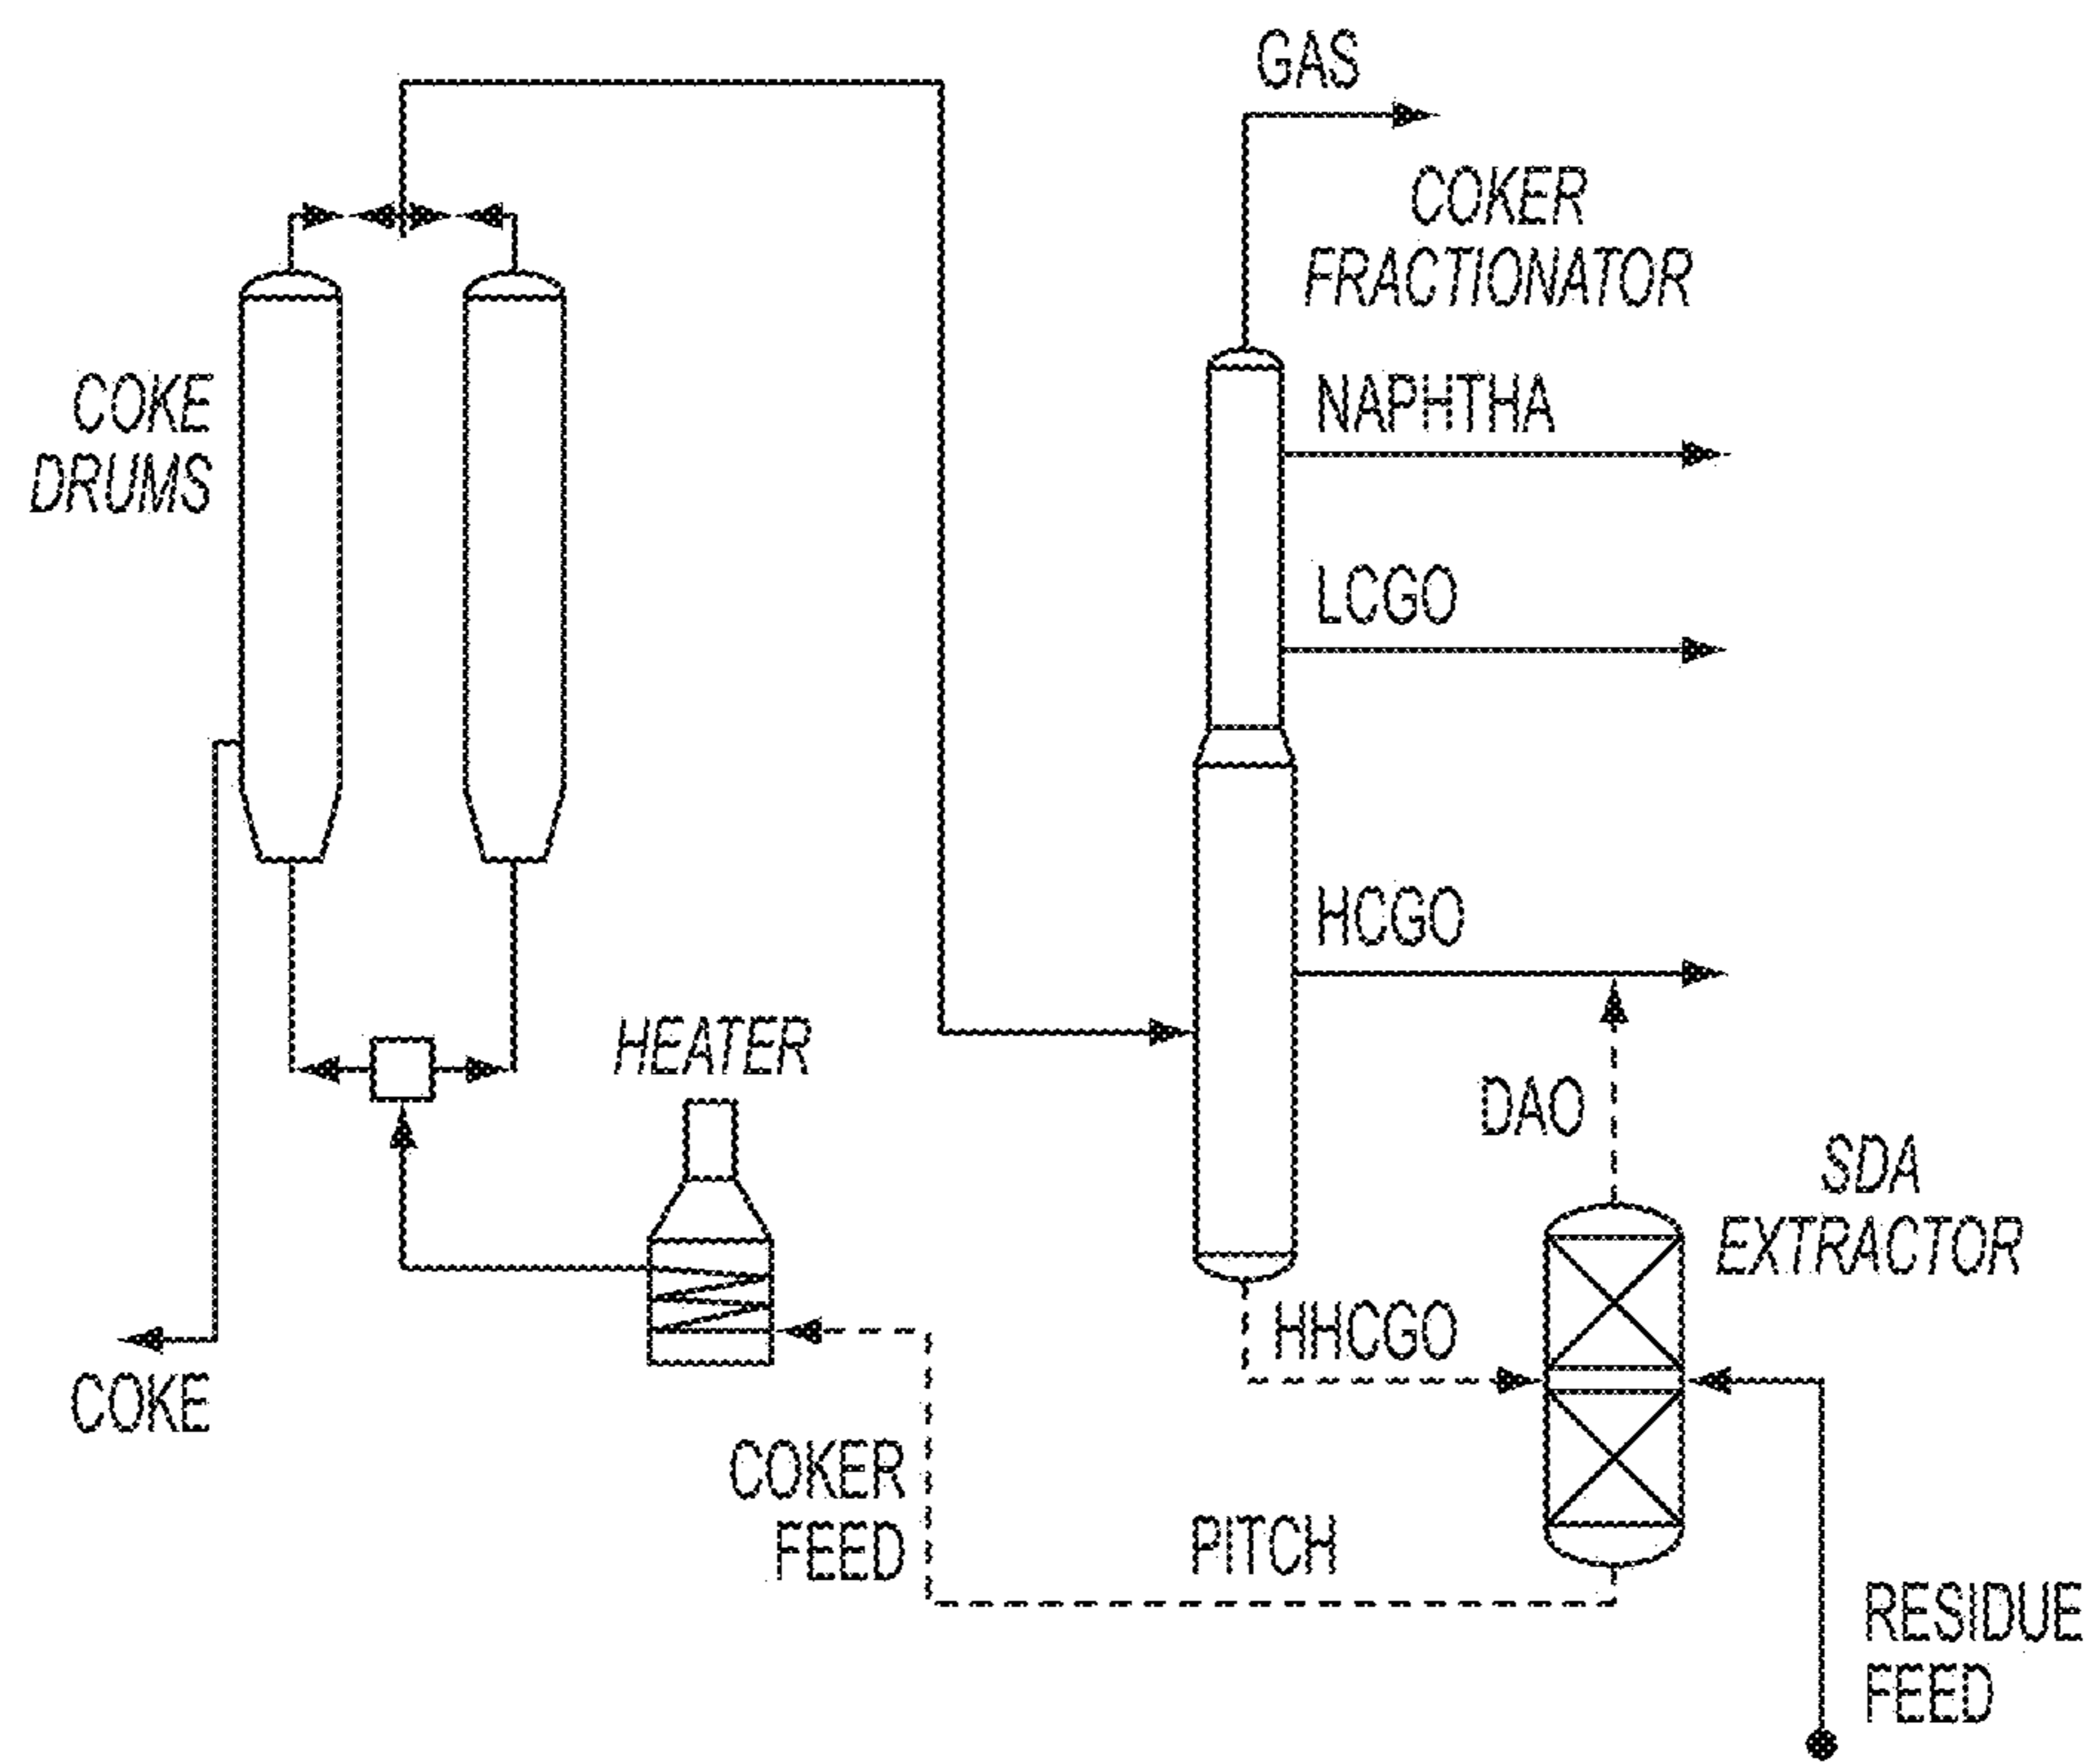 GAS
COKER
FRACTIONATOR
NAPHTHA
COKE
DRUMS
LCGO
HCGO
HEATER
DAO
SDA
EXTRACTOR
HHCGO
COKE
COKER
FEED
PITCH
RESIDUE
FEED